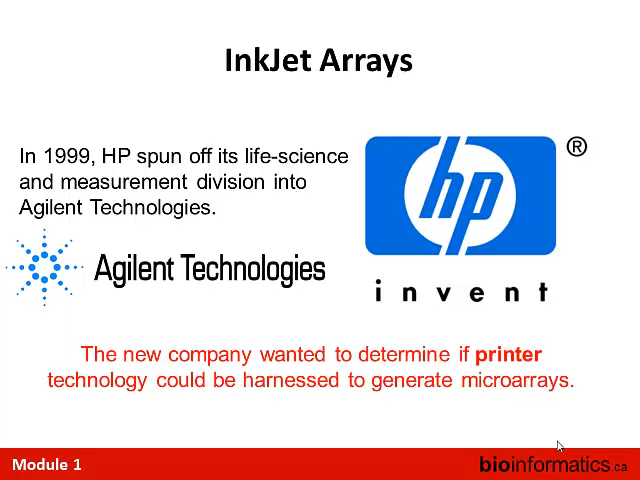 InkJet Arrays
In 1999, HP spun off its life-science
and measurement division into
Agilent Technologies.
hp
®
invent
Agilent Technologies
The new company wanted to determine if printer
technology could be harnessed to generate microarrays.
Module 1
bioinformatics.ca